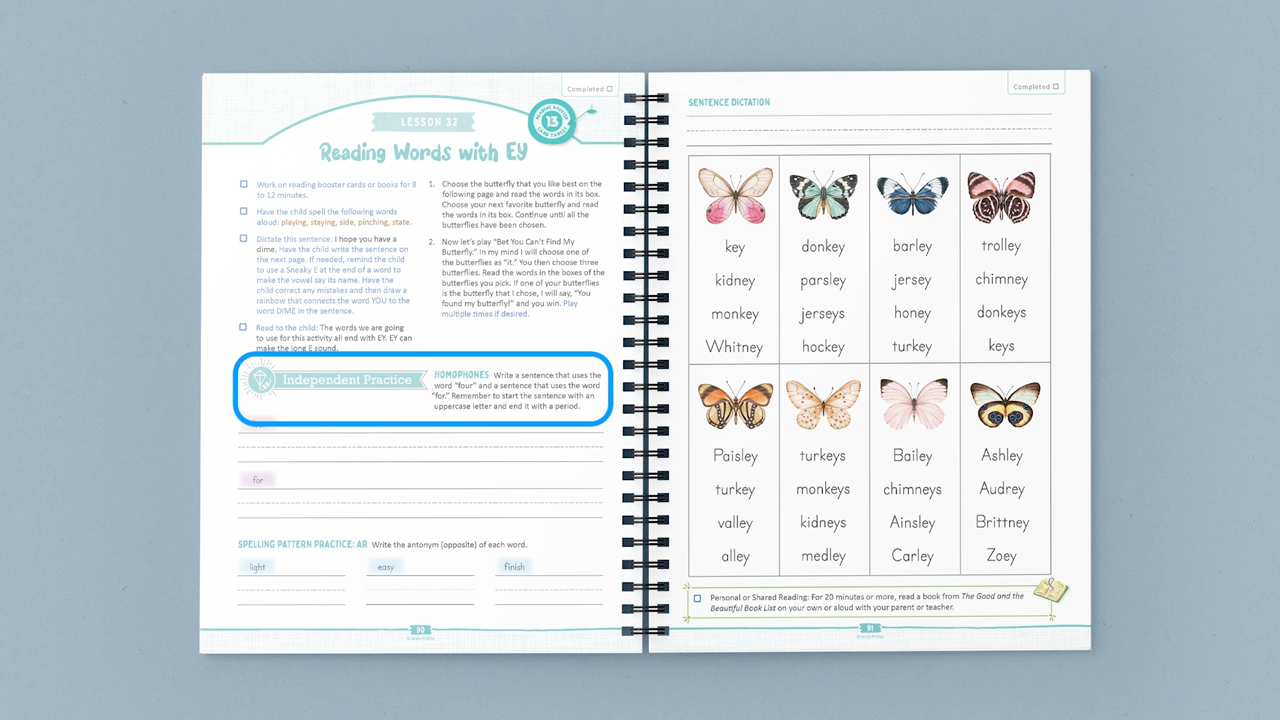 Completed
LESSON 32
READING BOOSTER
13
CARD SAMPLES
Reading Words with EY
Work on reading booster cards or books for 8
to 12 minutes.
Have the child spell the following words
aloud: playing, staying, side, pinching, state.
Dictate this sentence: I hope you have a
dime. Have the child write the sentence on
the next page. If needed, remind the child
to use a Sneaky E at the end of a word to
make the vowel say its name. Have the
child correct any mistakes and then draw a
rainbow that connects the word YOU to the
word DIME in the sentence.
Read to the child: The words we are going
to use for this activity all end with EY. EY can
make the long E sound.
1. Choose the butterfly that you like best on the
following page and read the words in its box.
Choose your next favorite butterfly and read
the words in its box. Continue until all the
butterflies have been chosen.
2. Now let's play "Bet You Can't Find My
Butterfly." In my mind I will choose one of
the butterflies as "it." You then choose three
butterflies. Read the words in the boxes of the
butterflies you pick. If one of your butterflies
is the butterfly that I chose, I will say, "You
found my butterfly!" and you win. Play
multiple times if desired.
Independent Practice
HOMOPHONES Write a sentence that uses the
word "four" and a sentence that uses the word
"for." Remember to start the sentence with an
uppercase letter and end it with a period.
for
SPELLING PATTERN PRACTICE: AR Write the antonym (opposite) of each word.
light easy finish
90
Completed
SENTENCE DICTATION
key donkey barley trolley
kidney parsley jersey chimney
monkey jerseys honey donkeys
Whitney hockey turkey keys
Paisley turkeys Bailey Ashley
turkey monkeys chimneys Audrey
valley kidneys Ainsley Brittney
alley medley Carley Zoey
Personal or Shared Reading: For 20 minutes or more, read a book from The Good and the
Beautiful Book List on your own or aloud with your parent or teacher.
91